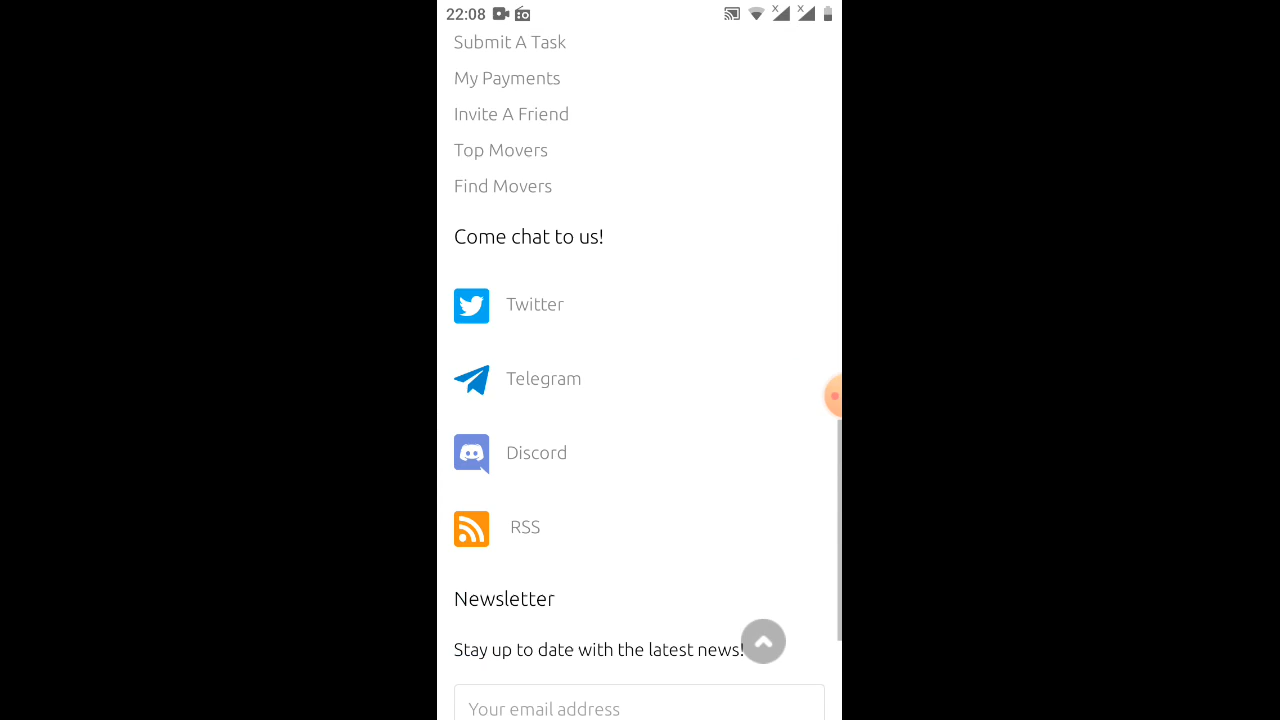 22:08
Submit A Task
My Payments
Invite A Friend
Top Movers
Find Movers
Come chat to us!
Twitter
Telegram
Discord
RSS
Newsletter
Stay up to date with the latest news!
Your email address